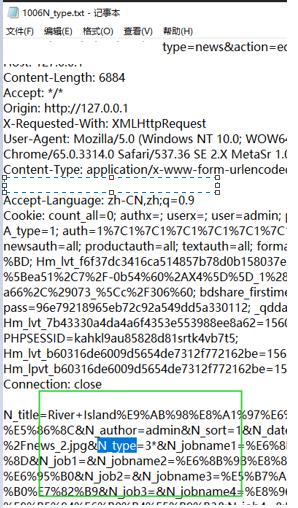 1006N_type.txt - 记事本
文件(F) 编辑(E) 格式(O) 查看(V) 帮助(H)
type=news&action=ed
Host: 127.0.0.1
Content-Length: 6884
Accept: */*
Origin: http://127.0.0.1
X-Requested-With: XMLHttpRequest
User-Agent: Mozilla/5.0 (Windows NT 10.0; WOW64
Chrome/65.0.3314.0 Safari/537.36 SE 2.X MetaSr 1.0
Content-Type: application/x-www-form-urlencoded
Accept-Language: zh-CN,zh;q=0.9
Cookie: count_all=0; authx=; userx=; user=admin; p
A_type=1; auth=1%7C1%7C1%7C1%7C1%7C1%7C
newsauth=all; productauth=all; textauth=all; forma
%BD; Hm_lvt_f6f37dc3416ca514857b78d0b158037e
%5Bea51%2C7%2F-0b54%60%2AX4%5D%5D_1%2
a66%2C%29073_%5Cc%2F306%60; bdshare_firstime
pass=96e79218965eb72c92a549dd5a330112; _qdda
Hm_lvt_7b43330a4da4a6f4353e553988ee8a62=1560
PHPSESSID=kahkl9au85828d81srtk4vb7t5;
Hm_lvt_b60316de6009d5654de7312f772162be=156
Hm_lpvt_b60316de6009d5654de7312f772162be=15
Connection: close
N_title=River+Island%E9%AB%98%E8%A1%97%E6%
%E5%86%8C&N_author=admin&N_sort=1&N_date
%2Fnews_2.jpg&N_type=3*&N_jobname1=%E6%8
%8D&N_job1=&N_jobname2=%E6%8B%9B%E8%8
%E6%95%B0&N_job2=&N_jobname3=%E5%B7%A
%B0%E7%82%B9&N_job3=&N_jobname4=%E8%96